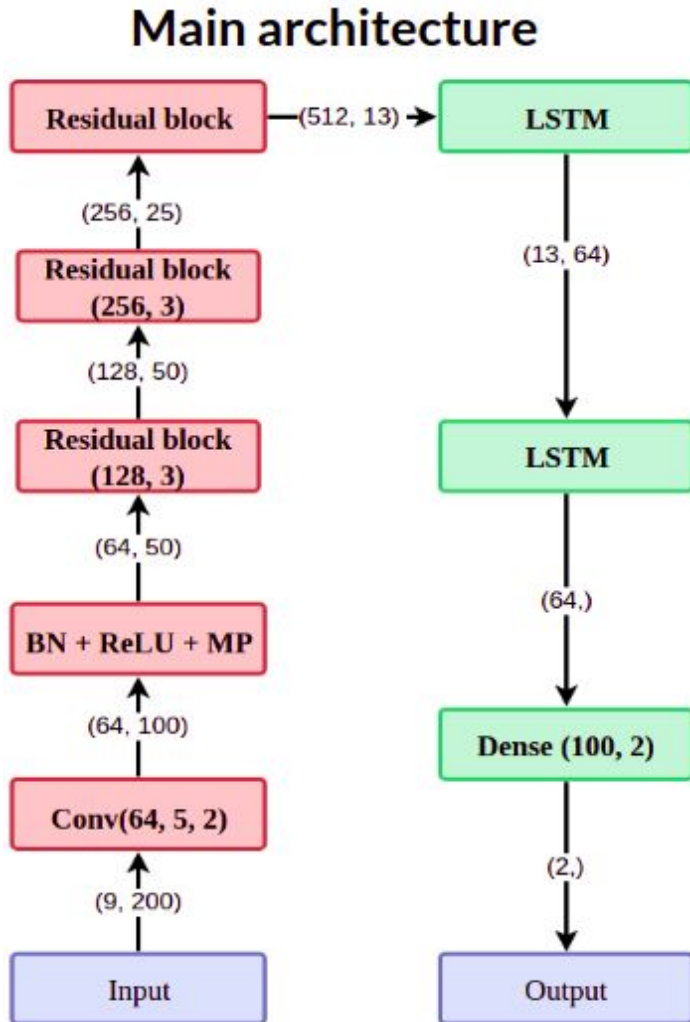 Main architecture
Residual block
(512, 13)
LSTM
(256, 25)
(13, 64)
Residual block
(256, 3)
(128, 50)
Residual block
(128, 3)
LSTM
(64, 50)
(64,)
BN + ReLU + MP
(64, 100)
Dense (100, 2)
Conv(64, 5, 2)
(2,)
(9, 200)
Input
Output